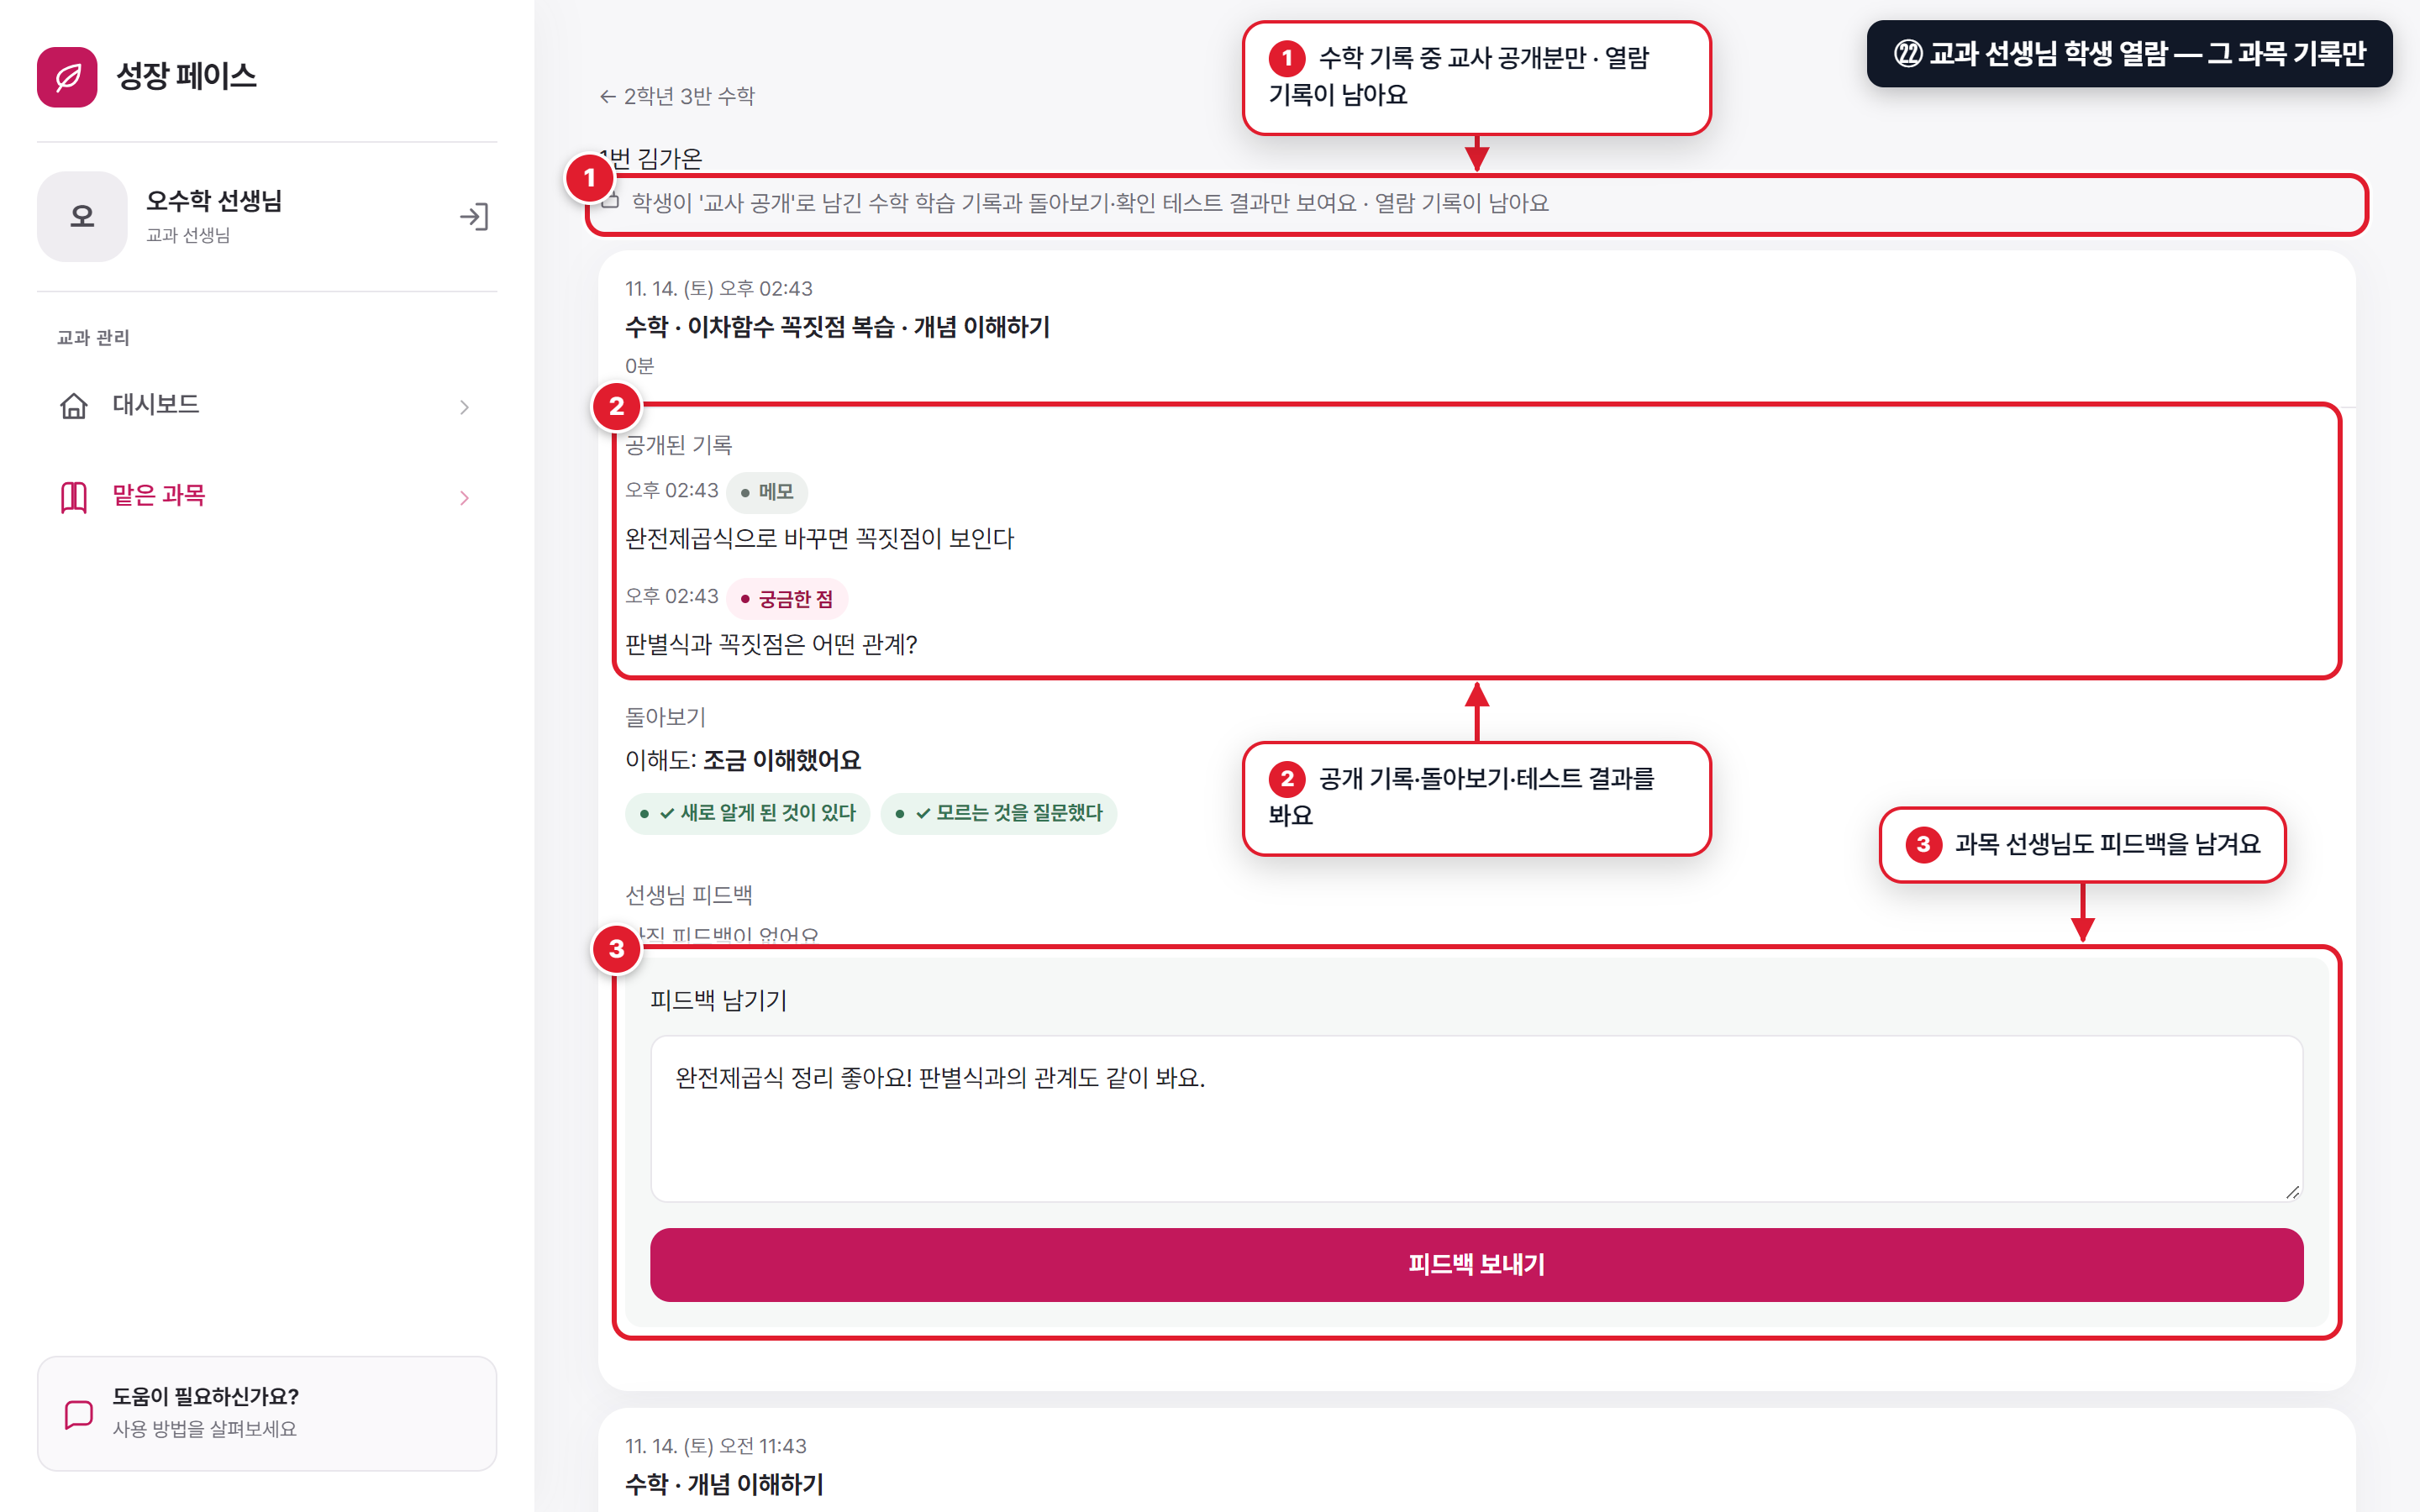 성장 페이스
오
오수학 선생님
교과 선생님
교과 관리
대시보드
맡은 과목
도움이 필요하신가요?
사용 방법을 살펴보세요
㉒ 교과 선생님 학생 열람 — 그 과목 기록만
1 수학 기록 중 교사 공개분만 · 열람
기록이 남아요
← 2학년 3반 수학
1번 김가온
1
학생이 '교사 공개'로 남긴 수학 학습 기록과 돌아보기·확인 테스트 결과만 보여요 · 열람 기록이 남아요
11. 14. (토) 오후 02:43
수학 · 이차함수 꼭짓점 복습 · 개념 이해하기
0분
2
공개된 기록
오후 02:43 • 메모
완전제곱식으로 바꾸면 꼭짓점이 보인다
오후 02:43 • 궁금한 점
판별식과 꼭짓점은 어떤 관계?
돌아보기
이해도: 조금 이해했어요
• ✓ 새로 알게 된 것이 있다 • ✓ 모르는 것을 질문했다
2 공개 기록·돌아보기·테스트 결과를
봐요
3 과목 선생님도 피드백을 남겨요
선생님 피드백
아직 피드백이 없어요
3
피드백 남기기
완전제곱식 정리 좋아요! 판별식과의 관계도 같이 봐요.
피드백 보내기
11. 14. (토) 오전 11:43
수학 · 개념 이해하기